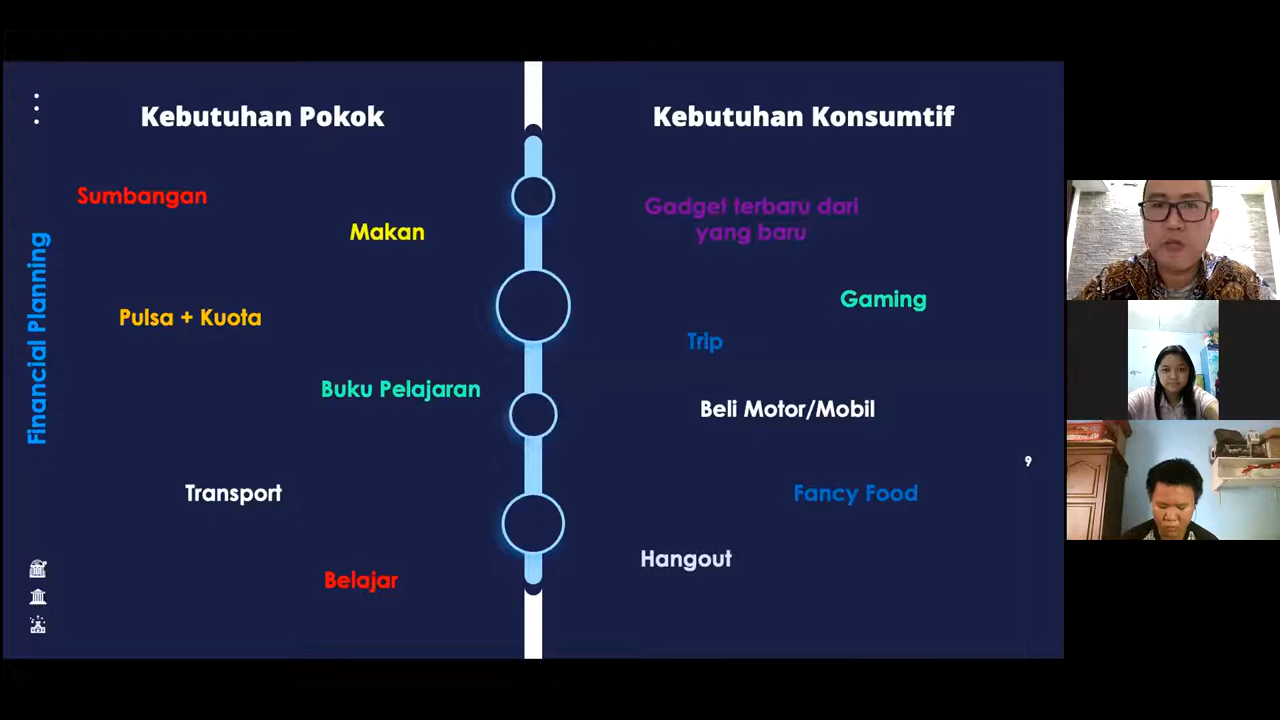 Kebutuhan Pokok
Sumbangan
Makan
Pulsa + Kuota
Buku Pelajaran
Transport
Belajar
Financial Planning
Kebutuhan Konsumtif
Gadget terbaru dari
yang baru
Gaming
Trip
Beli Motor/Mobil
9
Fancy Food
Hangout